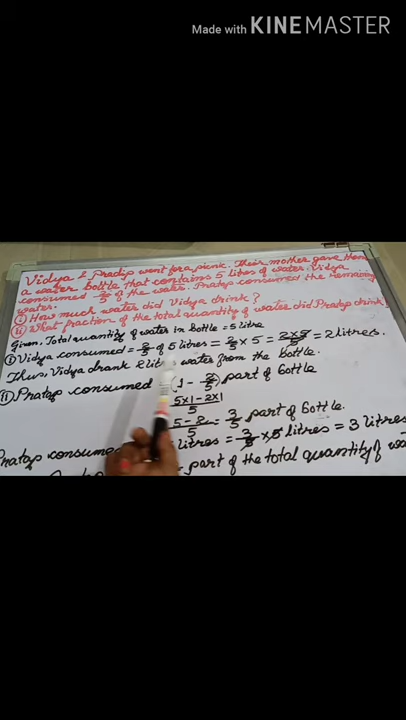 Made with KINEMASTER
Vidya & Pratap went for a picnic. Their mother gave them
a water bottle that contains 5 litres of water. Vidya
consumed 2/5 of the water. Pratap consumed the remaining
water.
(i) How much water did Vidya drink?
(ii) What fraction of the total quantity of water did Pratap drink
Given, Total quantity of water in bottle = 5 litre
(i) Vidya consumed = 2/5 of 5 litres = 2/5 × 5 = 2×5/5 = 2 litres.
Thus, Vidya drank 2 litres water from the bottle.
(ii) Pratap consumed (1 - 2/5) part of bottle
5×1-2×1/5
5-2/5 = 3/5 part of bottle.
Pratap consumed litres = 3/5 × 5 litres = 3 litres
part of the total quantity of